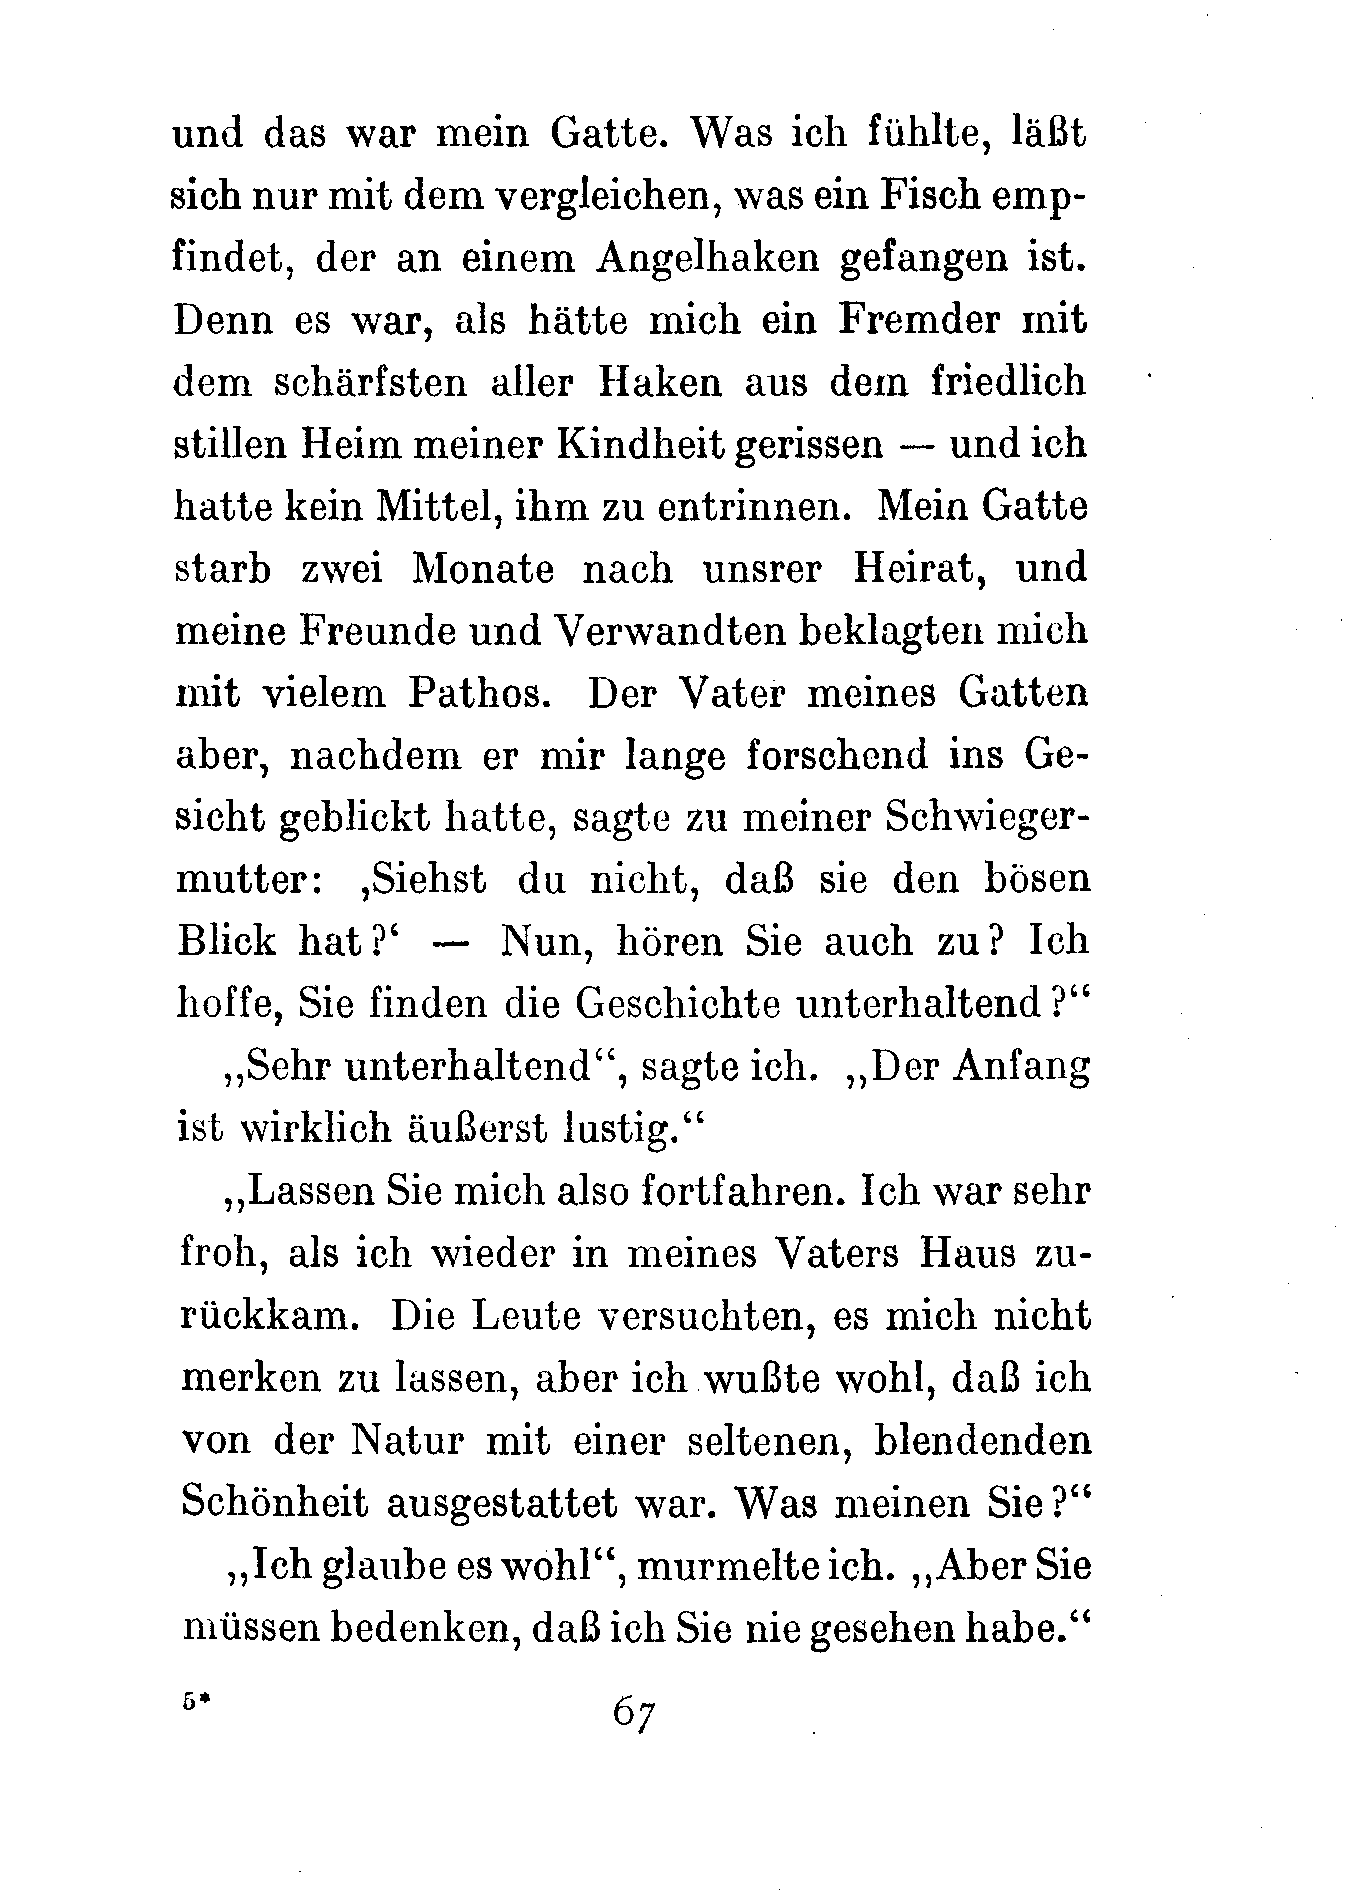 und das war mein Gatte. Was ich fühlte, läßt
sich nur mit dem vergleichen, was ein Fisch emp-
findet, der an einem Angelhaken gefangen ist.
Denn es war, als hätte mich ein Fremder mit
dem schärfsten aller Haken aus dem friedlich
stillen Heim meiner Kindheit gerissen — und ich
hatte kein Mittel, ihm zu entrinnen. Mein Gatte
starb zwei Monate nach unsrer Heirat, und
meine Freunde und Verwandten beklagten mich
mit vielem Pathos. Der Vater meines Gatten
aber, nachdem er mir lange forschend ins Ge-
sicht geblickt hatte, sagte zu meiner Schwieger-
mutter: ‚Siehst du nicht, daß sie den bösen
Blick hat?‘ — Nun, hören Sie auch zu? Ich
hoffe, Sie finden die Geschichte unterhaltend?“
„Sehr unterhaltend“, sagte ich. „Der Anfang
ist wirklich äußerst lustig.“
„Lassen Sie mich also fortfahren. Ich war sehr
froh, als ich wieder in meines Vaters Haus zu-
rückkam. Die Leute versuchten, es mich nicht
merken zu lassen, aber ich wußte wohl, daß ich
von der Natur mit einer seltenen, blendenden
Schönheit ausgestattet war. Was meinen Sie?“
„Ich glaube es wohl“, murmelte ich. „Aber Sie
müssen bedenken, daß ich Sie nie gesehen habe.“
5*
67